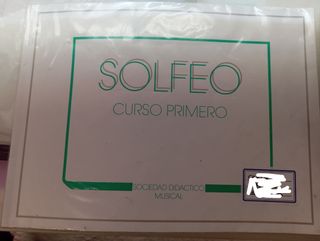 SOLFEO
CURSO PRIMERO
SOCIEDAD DIDACTICO
MUSICAL